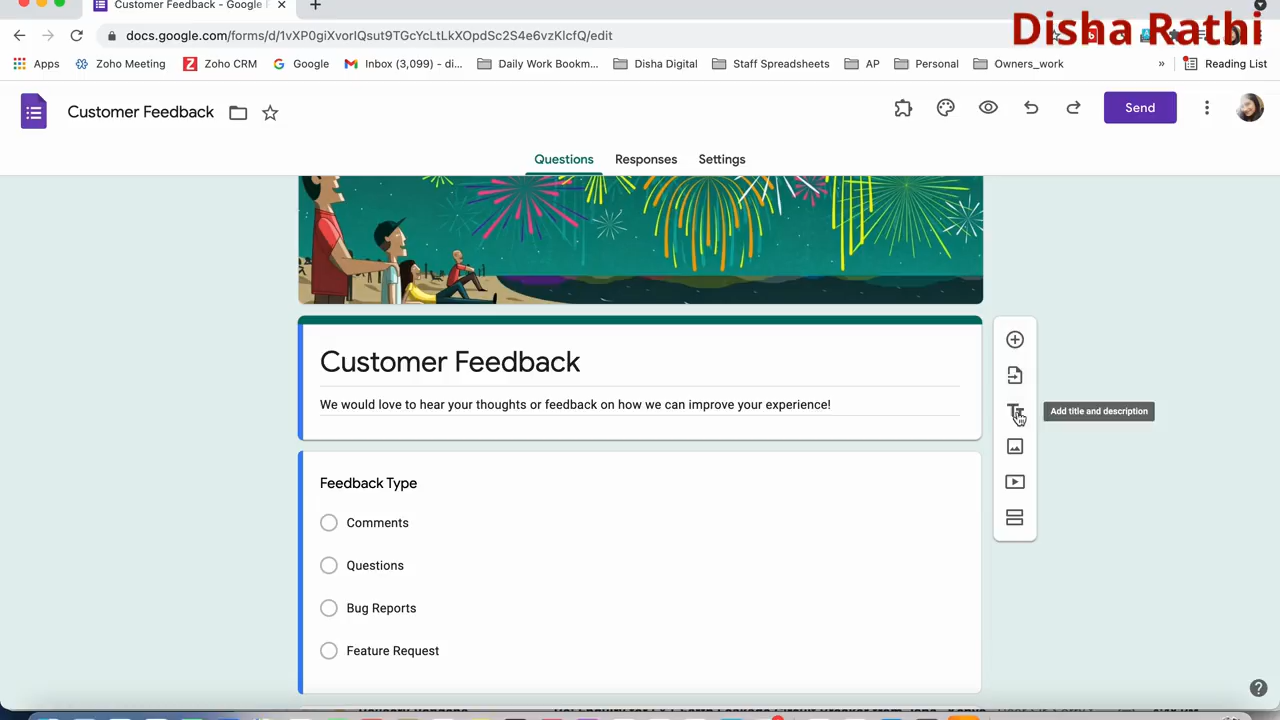 Customer Feedback - Google F
Disha Rathi
docs.google.com/forms/d/1vXP0giXvorIQsut9TGcYcLtLkXOpdSc2S4e6vzKIcfQ/edit
Apps
Zoho Meeting
Zoho CRM
Google
Inbox (3,099) - di...
Daily Work Bookm...
Disha Digital
Staff Spreadsheets
AP
Personal
Owners_work
»
Reading List
Customer Feedback
Send
Questions
Responses
Settings
Customer Feedback
We would love to hear your thoughts or feedback on how we can improve your experience!
Add title and description
Feedback Type
Comments
Questions
Bug Reports
Feature Request